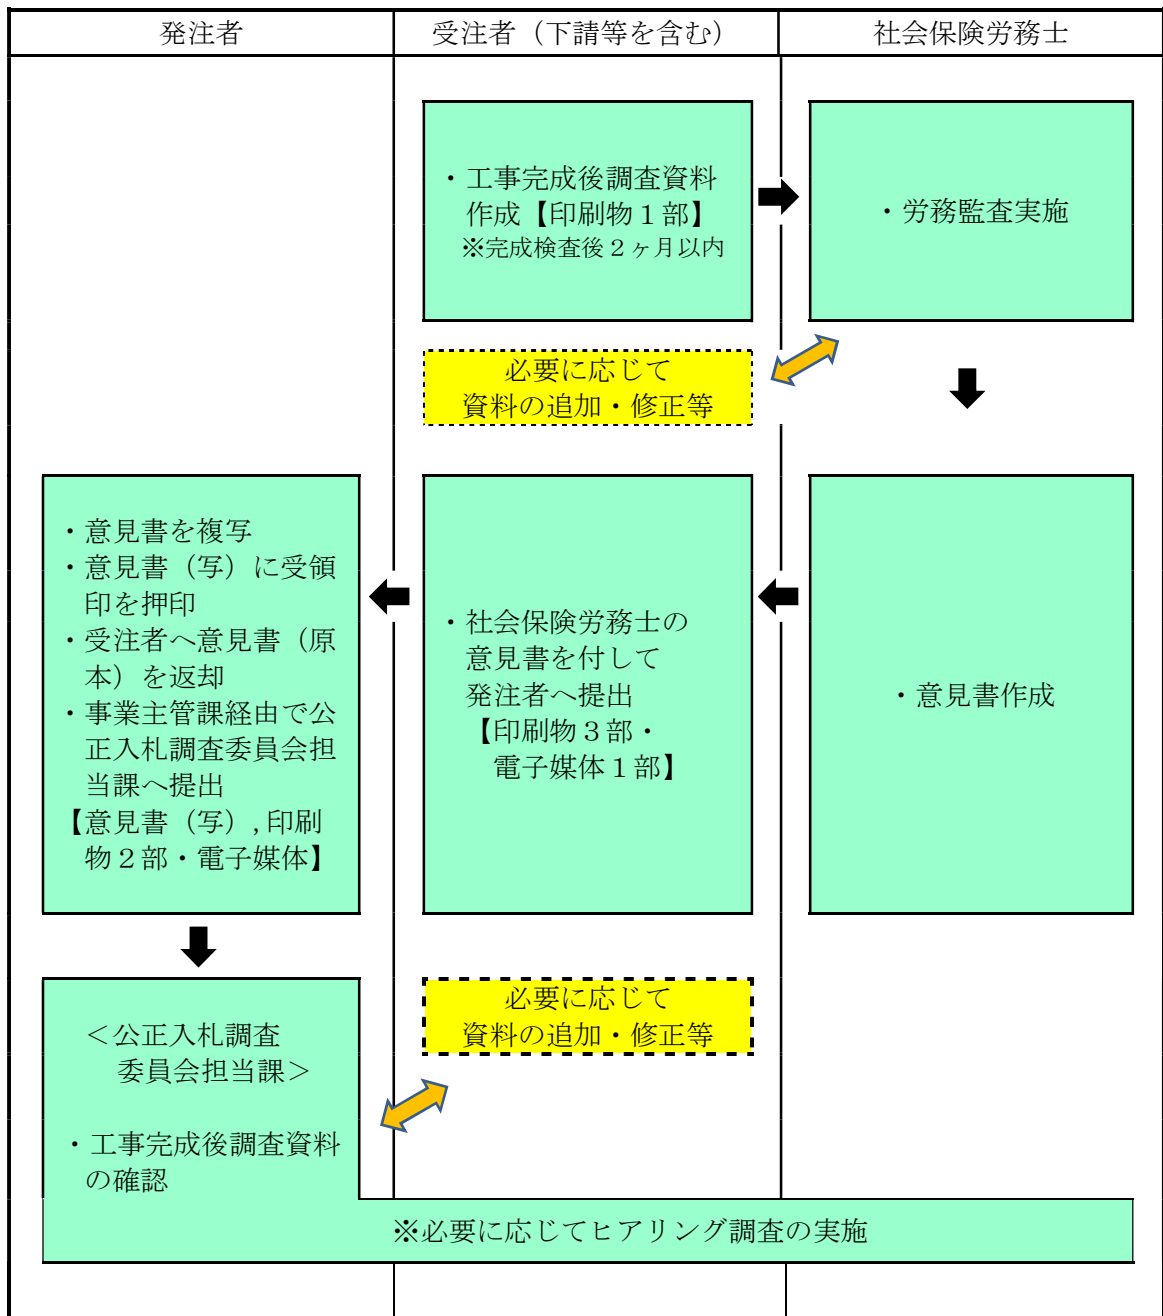 発注者
受注者（下請等を含む）
社会保険労務士
・工事完成後調査資料
作成【印刷物１部】
※完成検査後２ヶ月以内
・労務監査実施
必要に応じて
資料の追加・修正等
・意見書を複写
・意見書（写）に受領
印を押印
・受注者へ意見書（原
本）を返却
・事業主管課経由で公
正入札調査委員会担
当課へ提出
【意見書（写）,印刷
物２部・電子媒体】
・社会保険労務士の
意見書を付して
発注者へ提出
【印刷物３部・
電子媒体１部】
・意見書作成
＜公正入札調査
委員会担当課＞
・工事完成後調査資料
の確認
必要に応じて
資料の追加・修正等
※必要に応じてヒアリング調査の実施